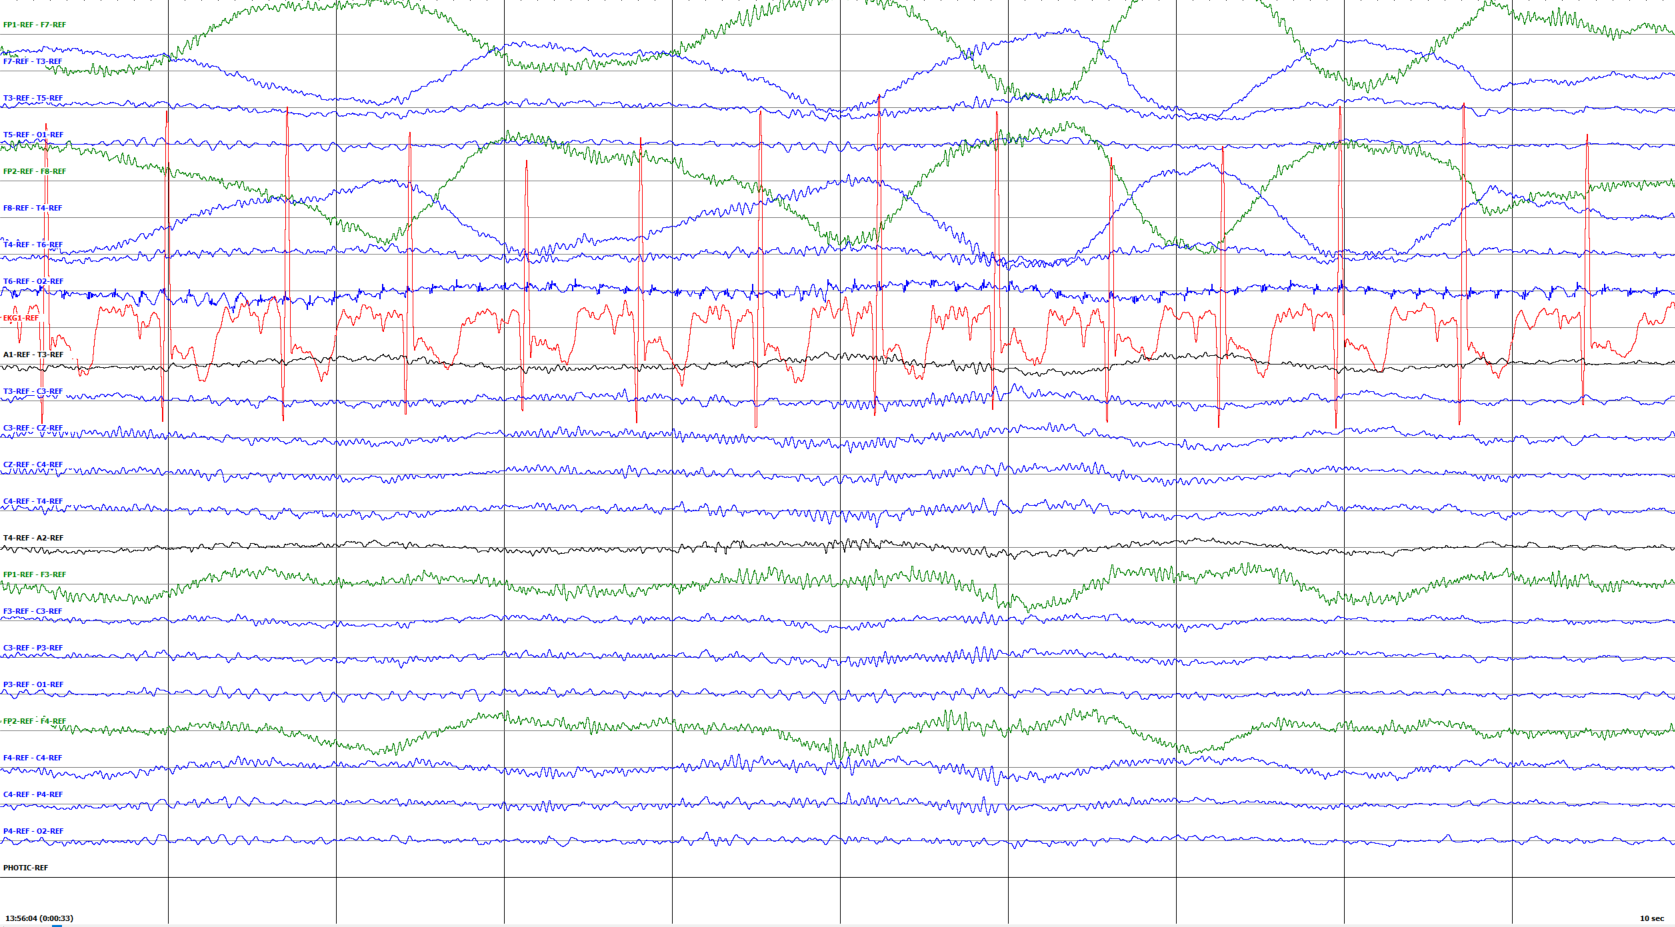 FP1-REF - F7-REF
F7-REF - T3-REF
T3-REF - T5-REF
T5-REF - O1-REF
FP2-REF - F8-REF
F8-REF - T4-REF
T4-REF - T6-REF
T6-REF - O2-REF
EKG1-REF
A1-REF - T3-REF
T3-REF - C3-REF
C3-REF - CZ-REF
CZ-REF - C4-REF
C4-REF - T4-REF
T4-REF - A2-REF
FP1-REF - F3-REF
F3-REF - C3-REF
C3-REF - P3-REF
P3-REF - O1-REF
FP2-REF - F4-REF
F4-REF - C4-REF
C4-REF - P4-REF
P4-REF - O2-REF
PHOTIC-REF
13:56:04 (0:00:33) 10 sec